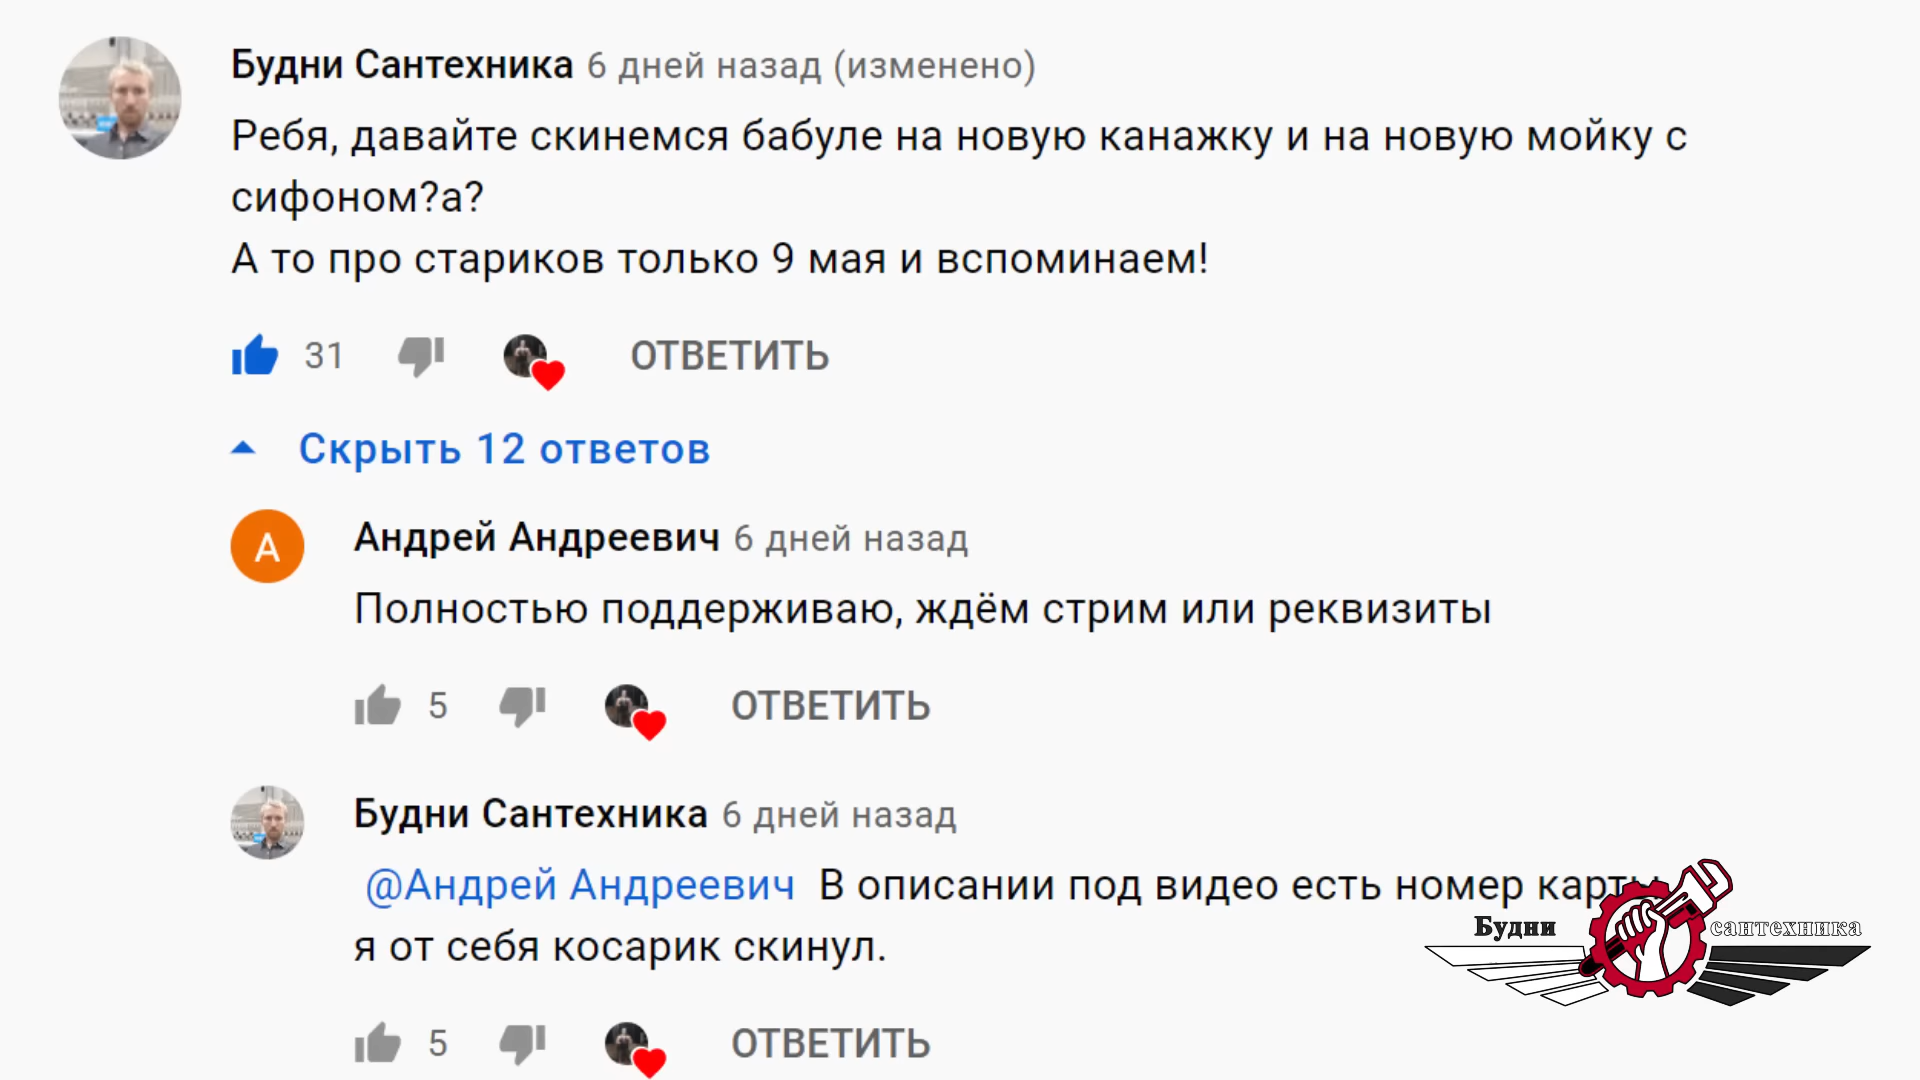 Будни Сантехника 6 дней назад (изменено)
Ребя, давайте скинемся бабуле на новую канажку и на новую мойку с
сифоном?а?
А то про стариков только 9 мая и вспоминаем!
31 ОТВЕТИТЬ
Скрыть 12 ответов
А
Андрей Андреевич 6 дней назад
Полностью поддерживаю, ждём стрим или реквизиты
5 ОТВЕТИТЬ
Будни Сантехника 6 дней назад
@Андрей Андреевич В описании под видео есть номер карты
я от себя косарик скинул.
Будни сантехника
5 ОТВЕТИТЬ